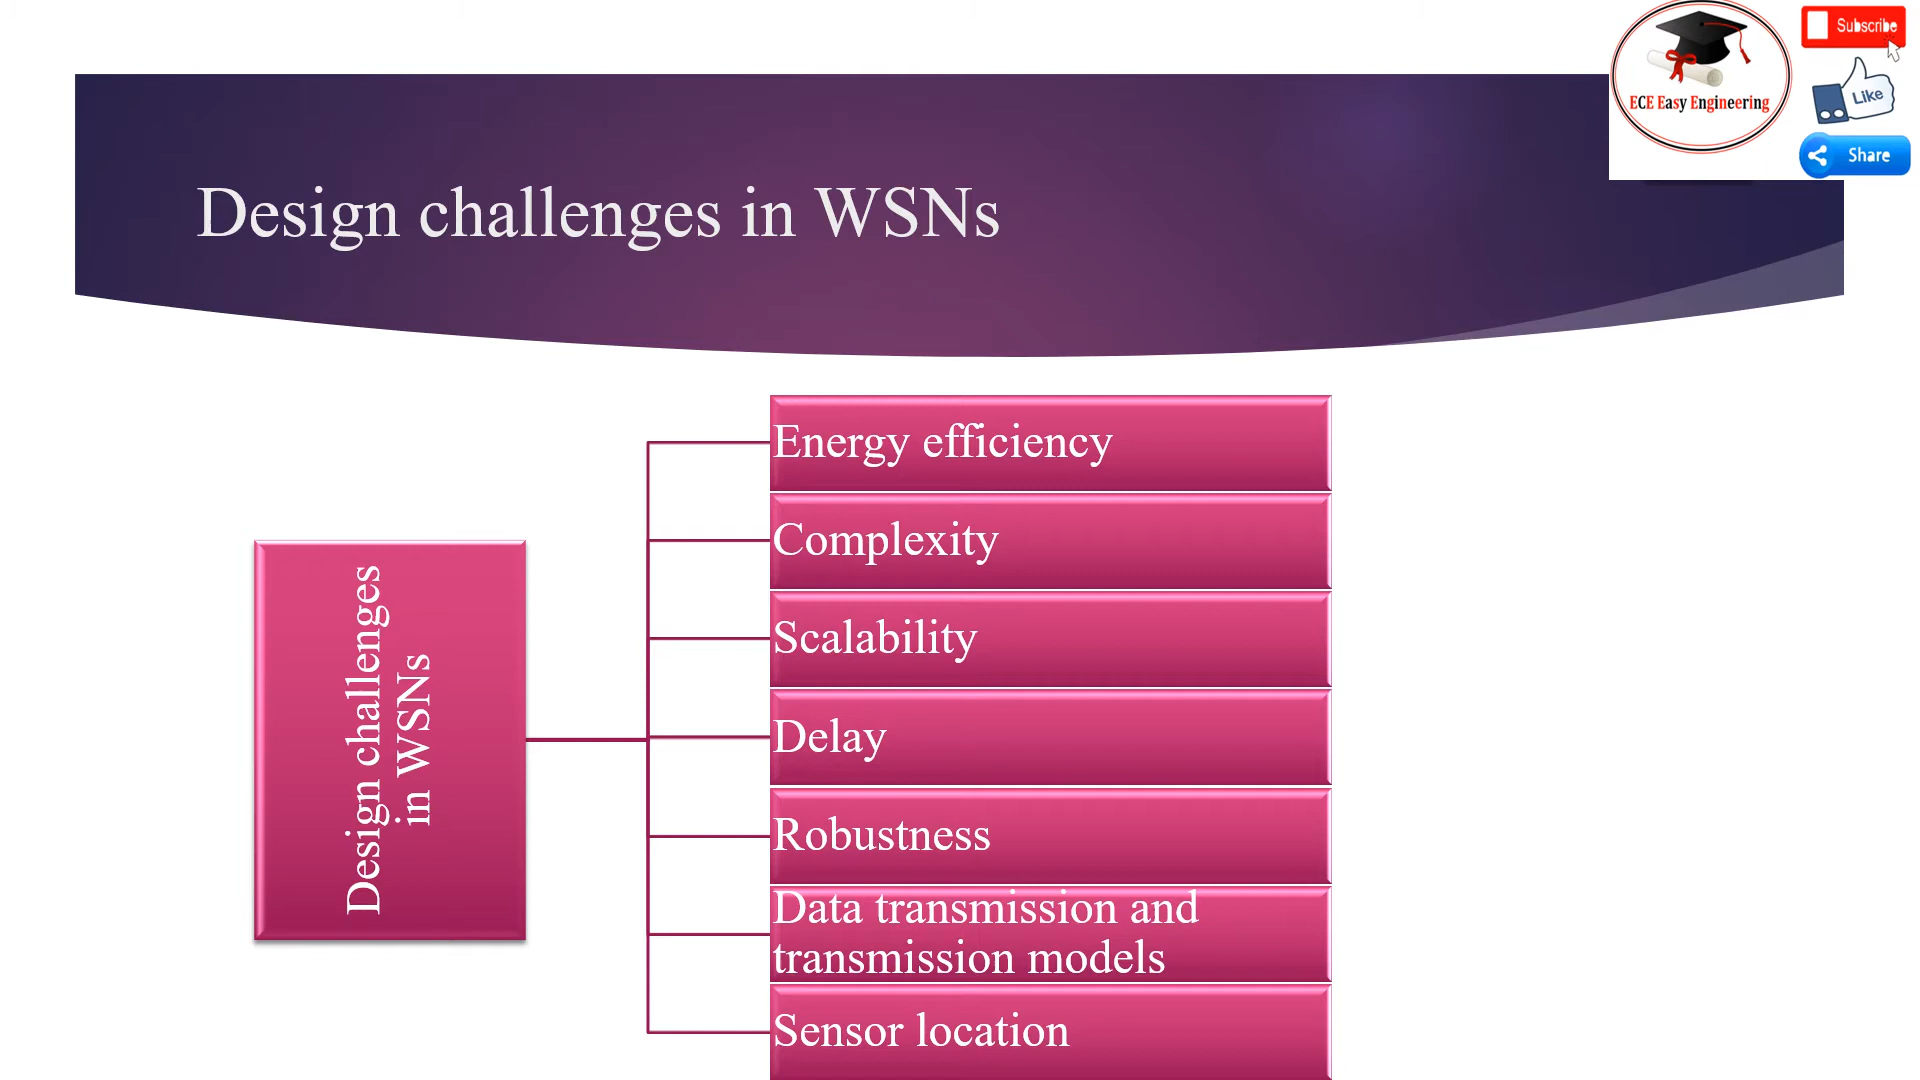 ECE Easy Engineering
Subscribe
Like
Share
Design challenges in WSNs
Design challenges
in WSNs
Energy efficiency
Complexity
Scalability
Delay
Robustness
Data transmission and
transmission models
Sensor location